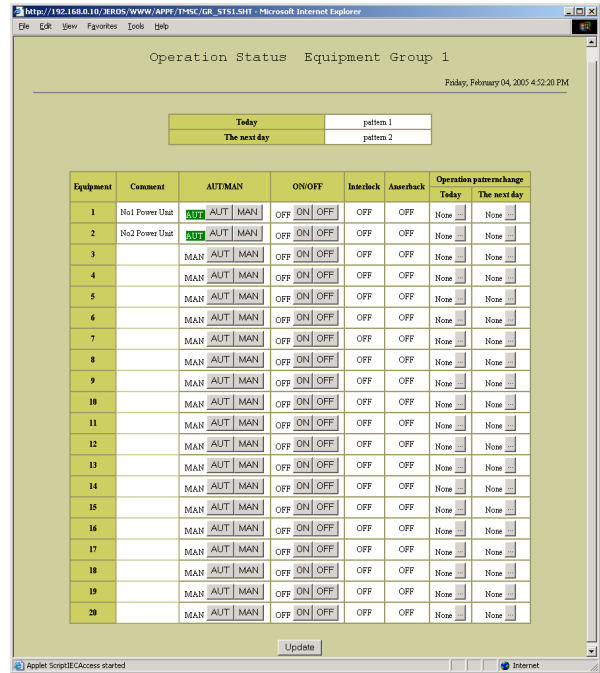 http://192.168.0.10/JEROS/WWW/APPF/TMSC/GR_STS1.SHT - Microsoft Internet Explorer
File Edit View Favorites Tools Help
Operation Status Equipment Group 1
Friday, February 04, 2005 4:52:20 PM
Today pattern 1
The next day pattern 2
Equipment Comment AUT/MAN ON/OFF Interlock Anserback Operation patrernchange
Today The next day
1 No1 Power Unit AUT AUT MAN OFF ON OFF OFF OFF None ... None ...
2 No2 Power Unit AUT AUT MAN OFF ON OFF OFF OFF None ... None ...
3 MAN AUT MAN OFF ON OFF OFF OFF None ... None ...
4 MAN AUT MAN OFF ON OFF OFF OFF None ... None ...
5 MAN AUT MAN OFF ON OFF OFF OFF None ... None ...
6 MAN AUT MAN OFF ON OFF OFF OFF None ... None ...
7 MAN AUT MAN OFF ON OFF OFF OFF None ... None ...
8 MAN AUT MAN OFF ON OFF OFF OFF None ... None ...
9 MAN AUT MAN OFF ON OFF OFF OFF None ... None ...
10 MAN AUT MAN OFF ON OFF OFF OFF None ... None ...
11 MAN AUT MAN OFF ON OFF OFF OFF None ... None ...
12 MAN AUT MAN OFF ON OFF OFF OFF None ... None ...
13 MAN AUT MAN OFF ON OFF OFF OFF None ... None ...
14 MAN AUT MAN OFF ON OFF OFF OFF None ... None ...
15 MAN AUT MAN OFF ON OFF OFF OFF None ... None ...
16 MAN AUT MAN OFF ON OFF OFF OFF None ... None ...
17 MAN AUT MAN OFF ON OFF OFF OFF None ... None ...
18 MAN AUT MAN OFF ON OFF OFF OFF None ... None ...
19 MAN AUT MAN OFF ON OFF OFF OFF None ... None ...
20 MAN AUT MAN OFF ON OFF OFF OFF None ... None ...
Update
Applet ScriptIECAccess started Internet